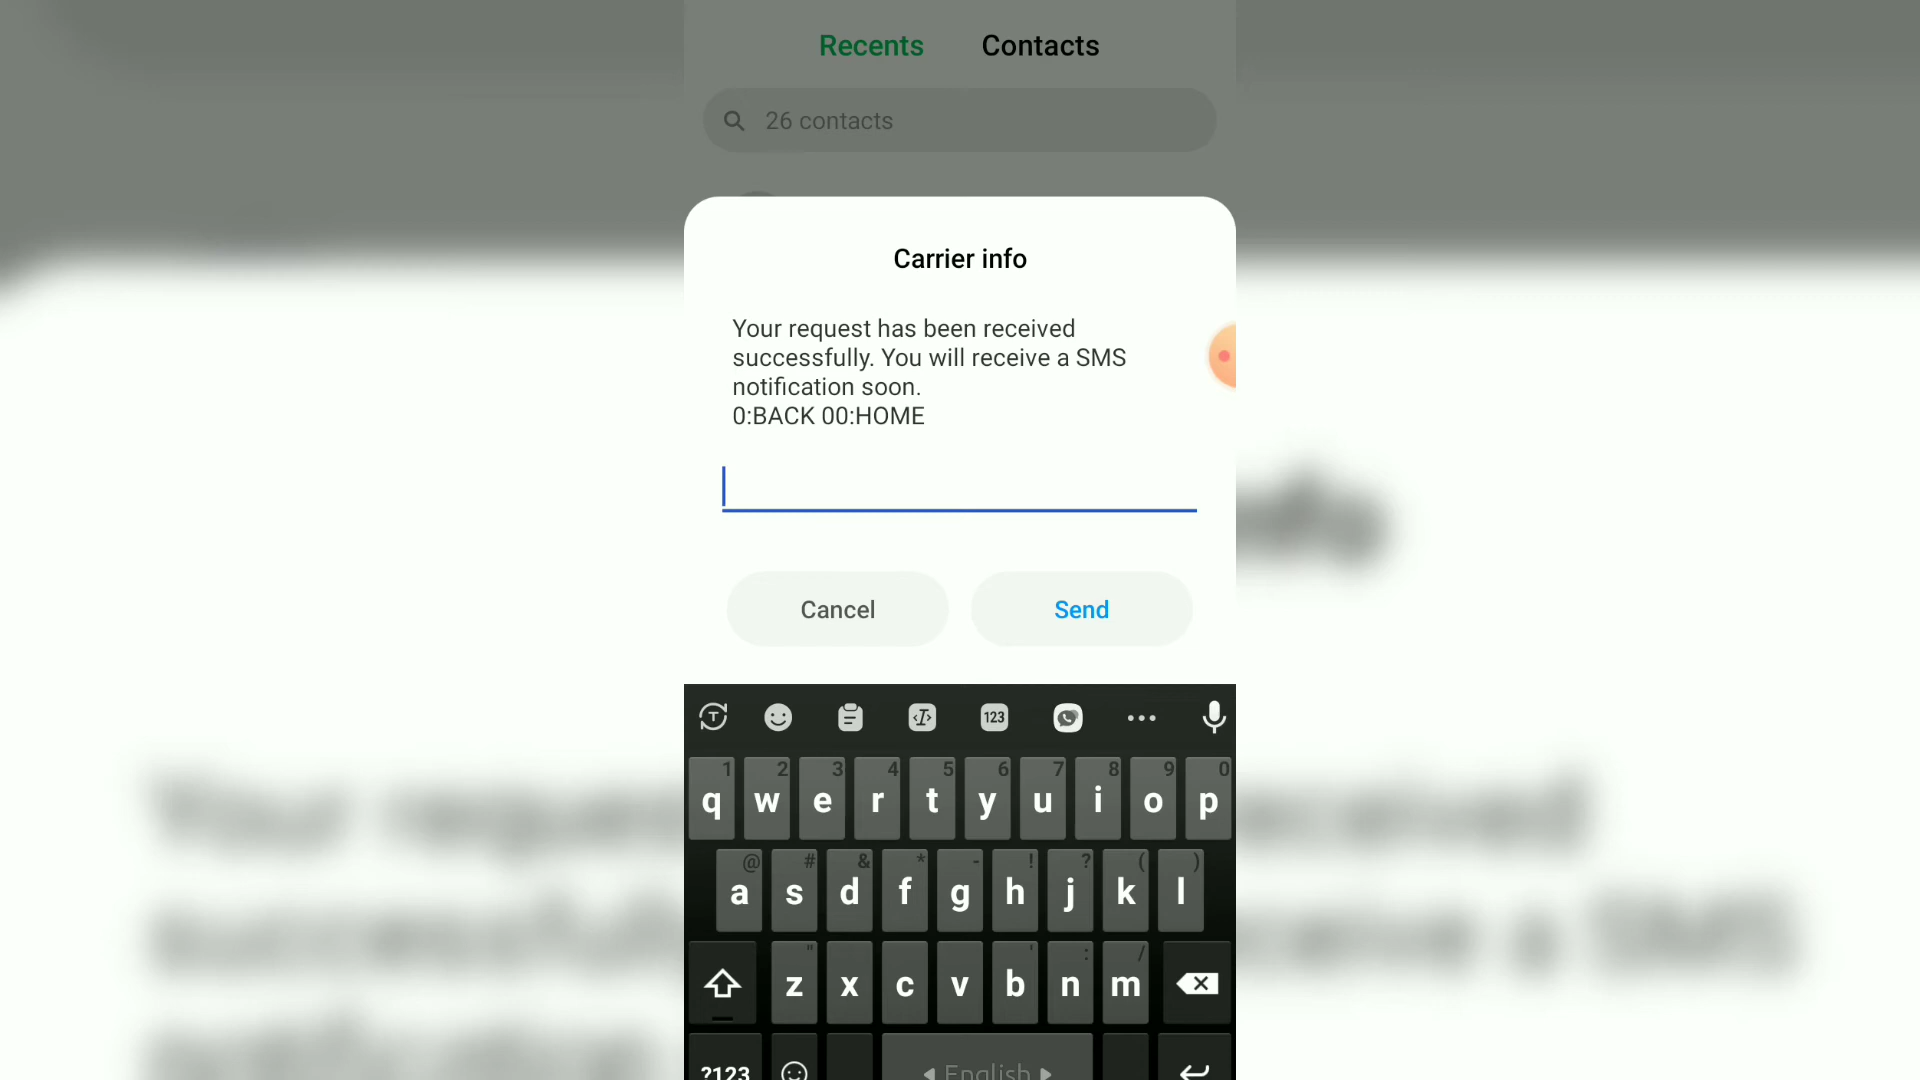 Recents Contacts
26 contacts
Carrier info
Your request has been received
successfully. You will receive a SMS
notification soon.
0:BACK 00:HOME
Cancel Send
T 123
1 2 3 4 5 6 7 8 9 0
q w e r t y u i o p
@ # & * - ! ? ( )
a s d f g h j k l
" ' : /
z x c v b n m
?123 English